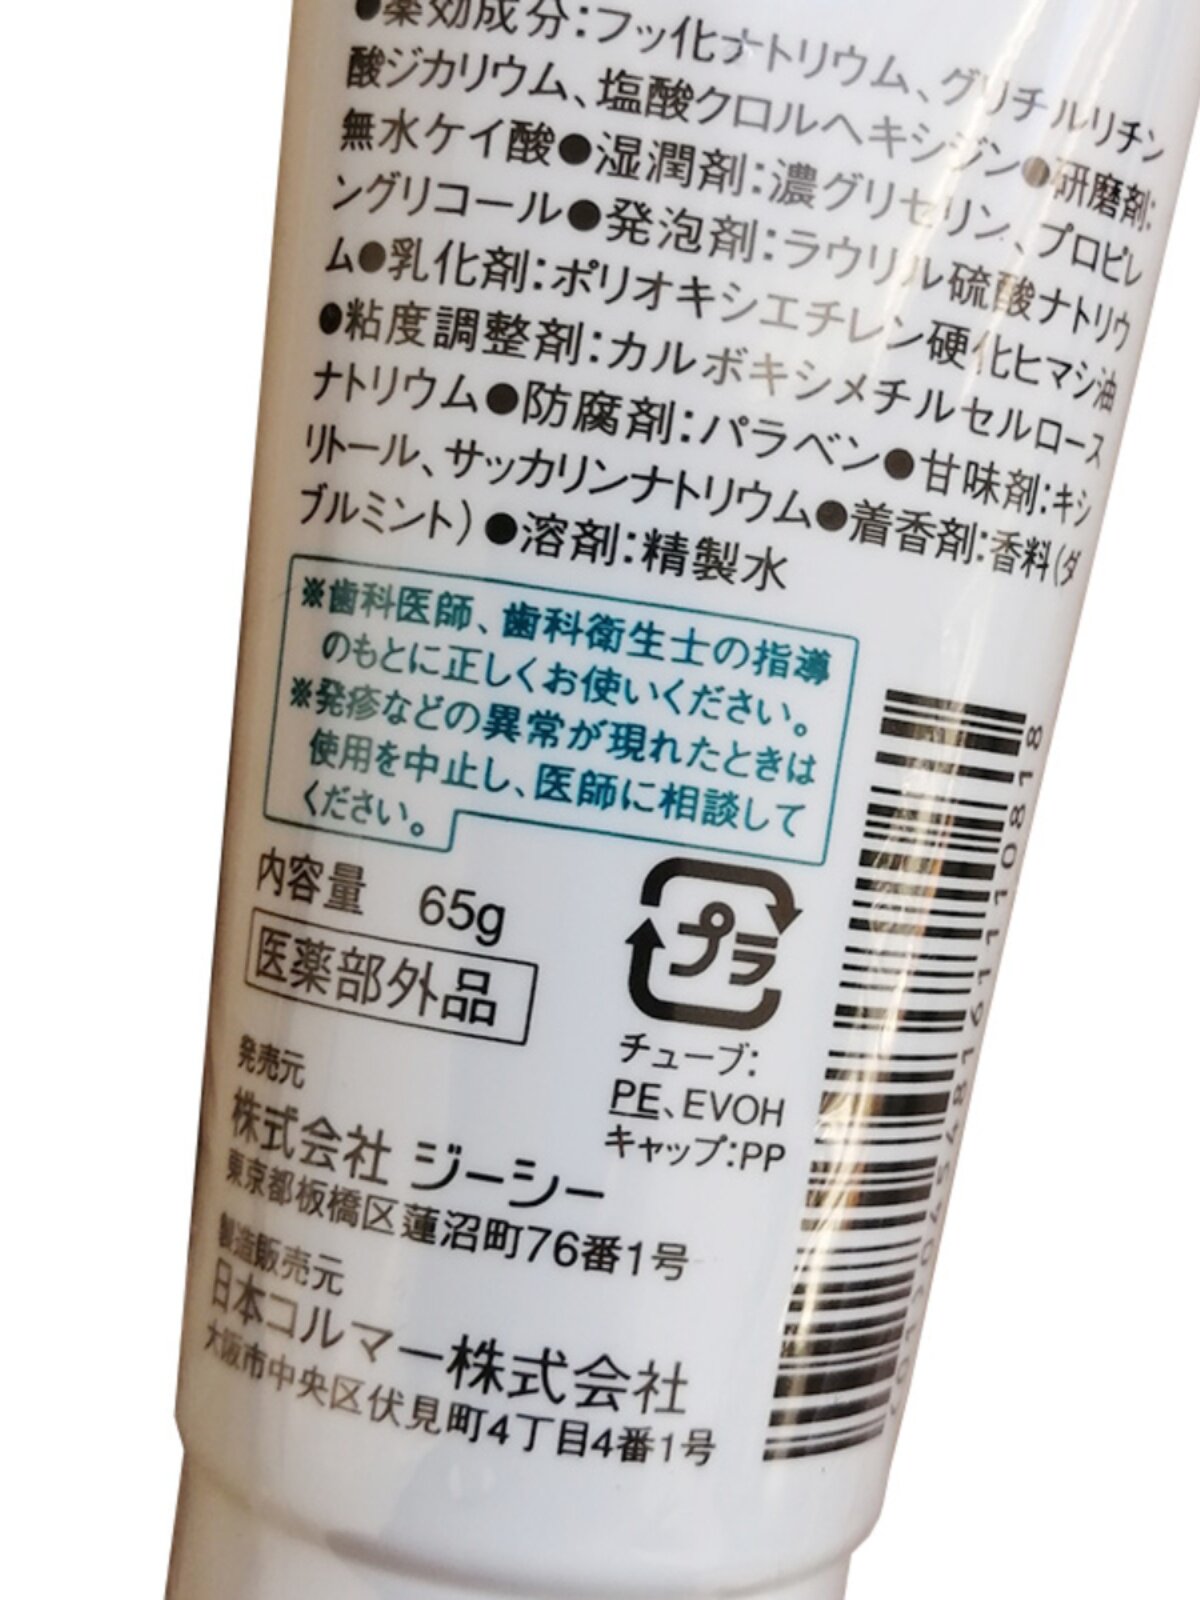 ●薬効成分：フッ化ナトリウム、グリチルリチン
酸ジカリウム、塩酸クロルヘキシジン●研磨剤：
無水ケイ酸●湿潤剤：濃グリセリン、プロピレ
ングリコール●発泡剤：ラウリル硫酸ナトリウ
ム●乳化剤：ポリオキシエチレン硬化ヒマシ油
●粘度調整剤：カルボキシメチルセルロース
ナトリウム●防腐剤：パラベン●甘味剤：キシ
リトール、サッカリンナトリウム●着香剤：香料（ダ
ブルミント）●溶剤：精製水
※歯科医師、歯科衛生士の指導
のもとに正しくお使いください。
※発疹などの異常が現れたときは
使用を中止し、医師に相談して
ください。
内容量 65g
医薬部外品
プラ
チューブ：
PE、EVOH
キャップ：PP
発売元
株式会社 ジーシー
東京都板橋区蓮沼町76番1号
製造販売元
日本コルマー株式会社
大阪市中央区伏見町4丁目4番1号